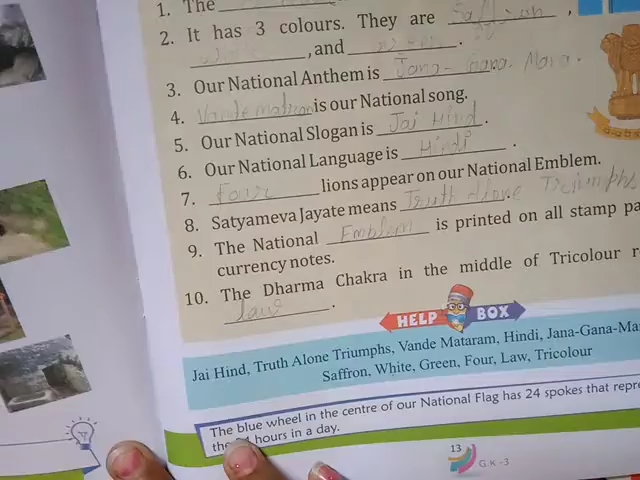 1. The
2. It has 3 colours. They are Saffron ,
White , and Green .
3. Our National Anthem is Jana - Gana. Mana .
4. Vande mataram is our National song.
5. Our National Slogan is Jai Hind .
6. Our National Language is Hindi .
7. Four lions appear on our National Emblem.
8. Satyameva Jayate means Truth Alone Triumphs
9. The National Emblem is printed on all stamp
currency notes.
10. The Dharma Chakra in the middle of Tricolour
law .
HELP BOX
Jai Hind, Truth Alone Triumphs, Vande Mataram, Hindi, Jana-Gana-
Saffron, White, Green, Four, Law, Tricolour
The blue wheel in the centre of our National Flag has 24 spokes that
hours in a day.
13
G.K -3